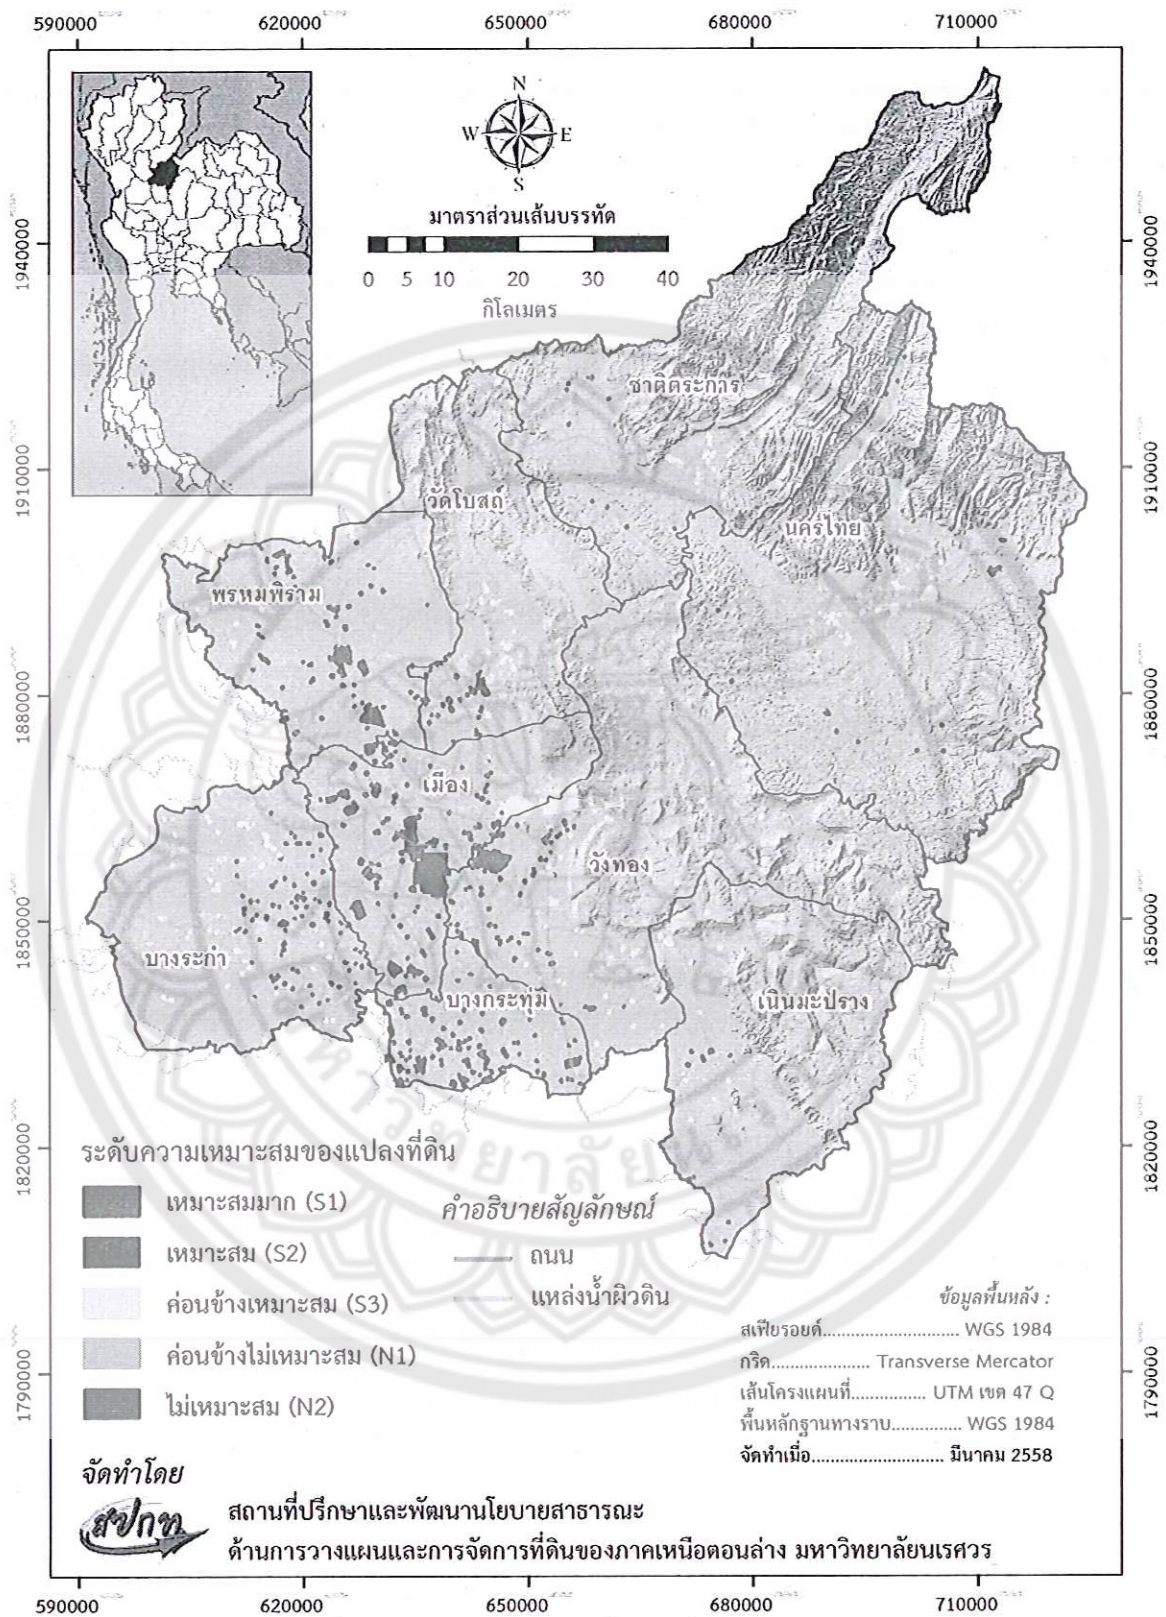 590000 620000 650000 680000 710000
N
W E
S
มาตราส่วนเส้นบรรทัด
0 5 10 20 30 40
กิโลเมตร
1940000 1940000
ชาติตระการ
1910000 1910000
วัดโบสถ์
นครไทย
พรหมพิราม
1880000 1880000
เมือง
วังทอง
1850000 1850000
บางระกำ
บางกระทุ่ม
เนินมะปราง
หาวิทยาลัยน
1820000 1820000
ระดับความเหมาะสมของแปลงที่ดิน
เหมาะสมมาก (S1)
เหมาะสม (S2)
ค่อนข้างเหมาะสม (S3)
ค่อนข้างไม่เหมาะสม (N1)
ไม่เหมาะสม (N2)
คำอธิบายสัญลักษณ์
ถนน
แหล่งน้ำผิวดิน
1790000 1790000
ข้อมูลพื้นหลัง :
สเฟียรอยด์............................ WGS 1984
กริด.................... Transverse Mercator
เส้นโครงแผนที่............... UTM เขต 47 Q
พื้นหลักฐานทางราบ.............. WGS 1984
จัดทำเมื่อ........................... มีนาคม 2558
จัดทำโดย
สปกท
สถานที่ปรึกษาและพัฒนานโยบายสาธารณะ
ด้านการวางแผนและการจัดการที่ดินของภาคเหนือตอนล่าง มหาวิทยาลัยนเรศวร
590000 620000 650000 680000 710000